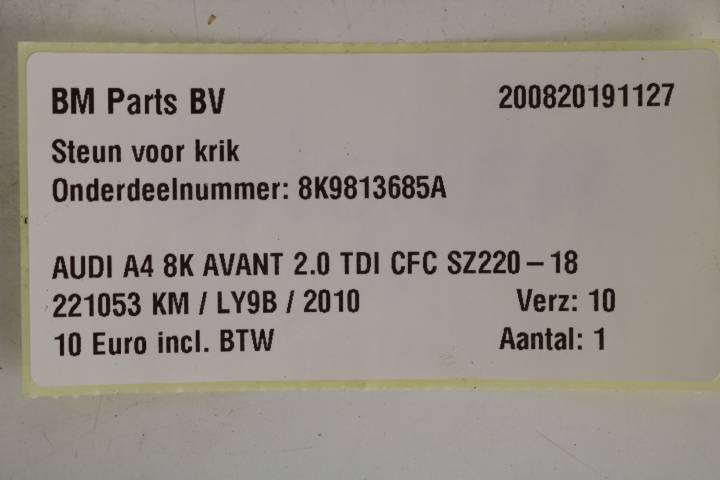 BM Parts BV 200820191127
Steun voor krik
Onderdeelnummer: 8K9813685A
AUDI A4 8K AVANT 2.0 TDI CFC SZ220 – 18
221053 KM / LY9B / 2010 Verz: 10
10 Euro incl. BTW Aantal: 1